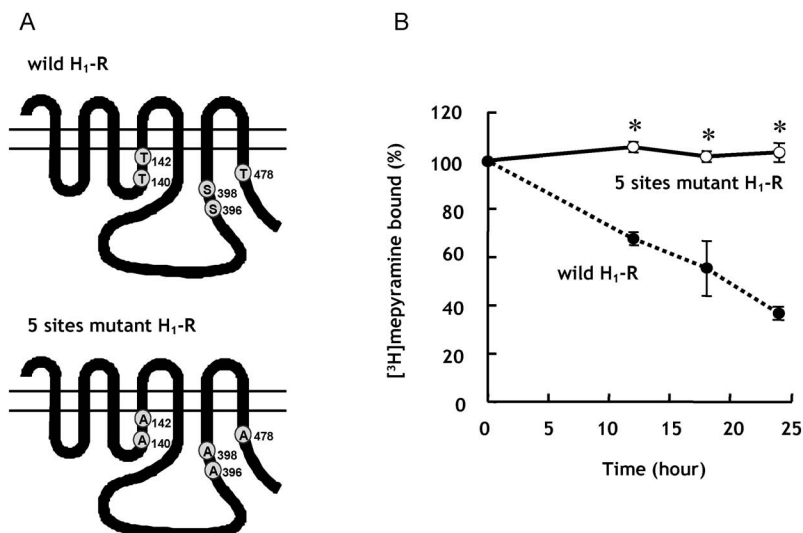 A
wild H₁-R
T 142
T 140
S 398
S 396
T 478
5 sites mutant H₁-R
A 142
A 140
A 398
A 396
A 478
B
[³H]mepyramine bound (%)
120
100
80
60
40
20
0
* * *
5 sites mutant H₁-R
wild H₁-R
0 5 10 15 20 25
Time (hour)